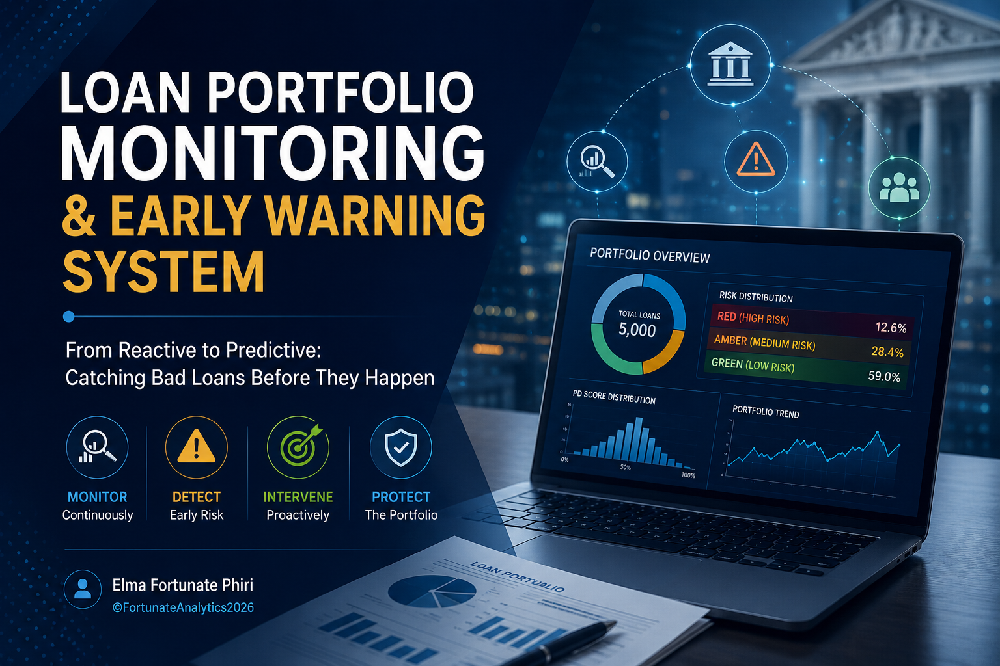 LOAN PORTFOLIO
MONITORING
& EARLY WARNING
SYSTEM
From Reactive to Predictive:
Catching Bad Loans Before They Happen
MONITOR
Continuously
DETECT
Early Risk
INTERVENE
Proactively
PROTECT
The Portfolio
Elma Fortunate Phiri
©FortunateAnalytics2026
PORTFOLIO OVERVIEW
TOTAL LOANS
5,000
RISK DISTRIBUTION
RED (HIGH RISK) 12.6%
AMBER (MEDIUM RISK) 28.4%
GREEN (LOW RISK) 59.0%
PD SCORE DISTRIBUTION
0%
50%
100%
PORTFOLIO TREND
LOAN